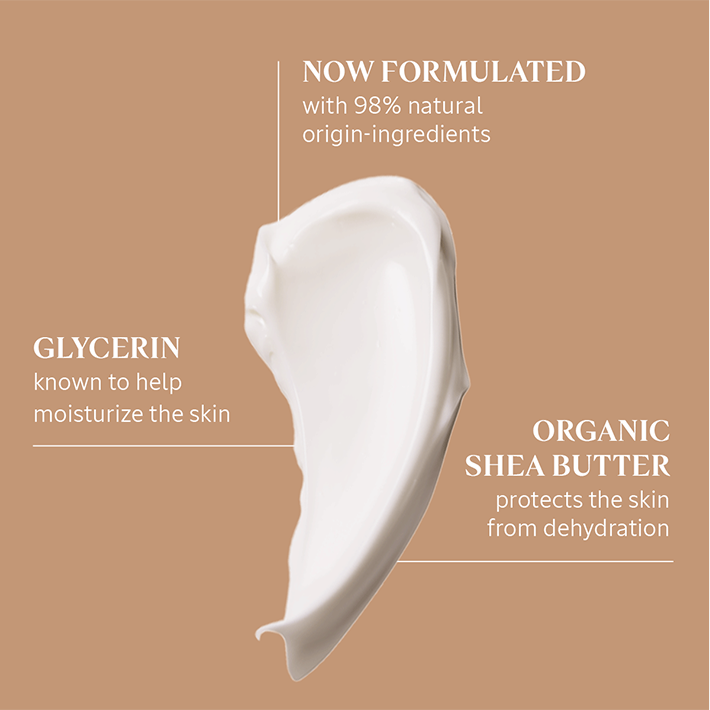 NOW FORMULATED
with 98% natural
origin-ingredients
GLYCERIN
known to help
moisturize the skin
ORGANIC
SHEA BUTTER
protects the skin
from dehydration